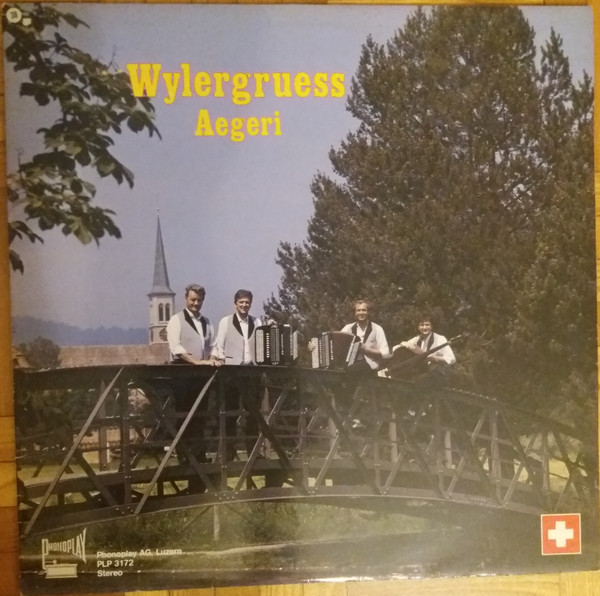 Wylergruess
Aegeri
PHONOPLAY
Phonoplay AG, Luzern
PLP 3172
Stereo